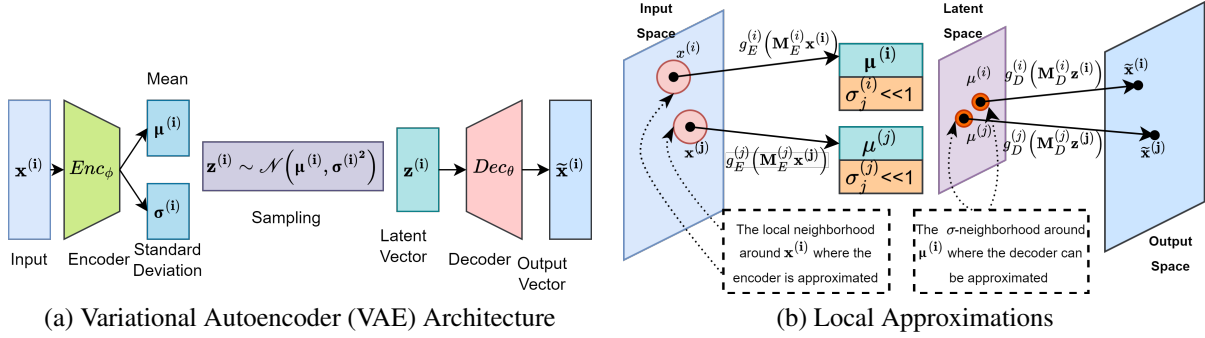 Mean
x^(i)
Enc_ϕ
μ^(i)
σ^(i)
z^(i) ∼ 𝒩(μ^(i), σ^(i)²)
Sampling
z^(i)
Dec_θ
x̃^(i)
Input
Encoder
Standard
Deviation
Latent
Vector
Decoder
Output
Vector
(a) Variational Autoencoder (VAE) Architecture
Input
Space
x^(i)
x^(j)
g_E^(i)(M_E^(i) x^(i))
μ^(i)
σ_j^(i) <<1
g_E^(j)(M_E^(j) x^(j))
μ^(j)
σ_j^(j) <<1
Latent
Space
μ^(i)
μ^(j)
g_D^(i)(M_D^(i) z^(i))
g_D^(j)(M_D^(j) z^(j))
x̃^(i)
x̃^(j)
Output
Space
The local neighborhood
around x^(i) where the
encoder is approximated
The σ-neighborhood around
μ^(i) where the decoder can
be approximated
(b) Local Approximations